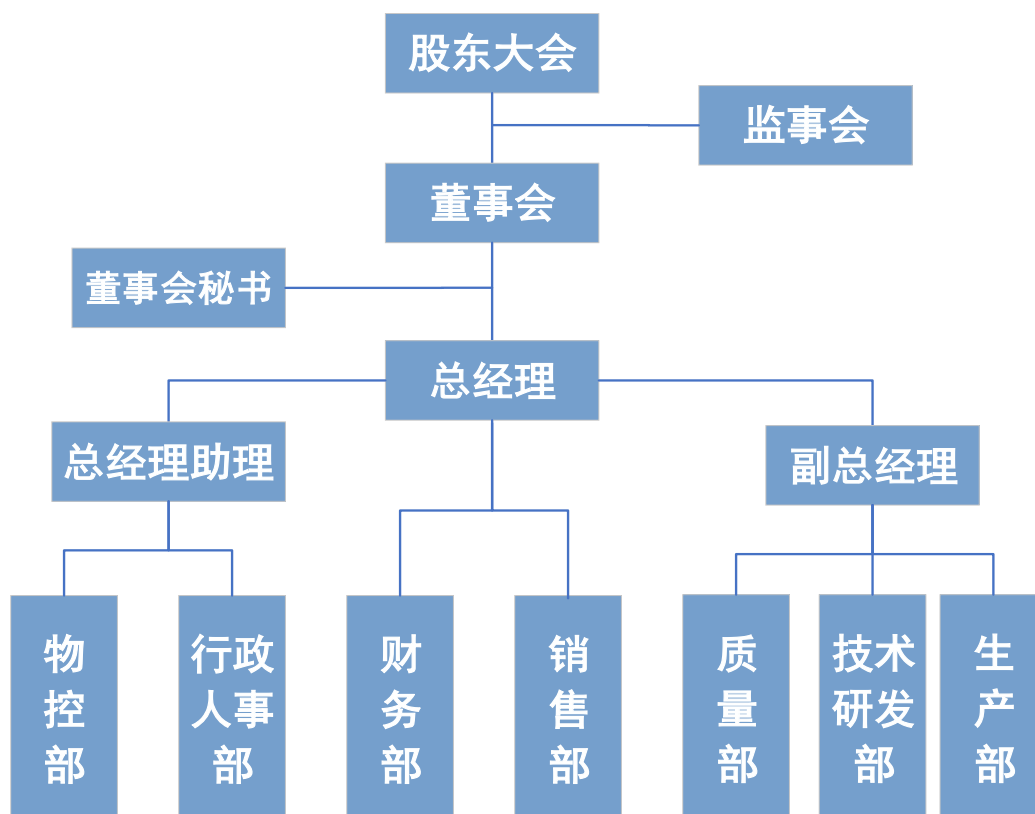 股东大会
监事会
董事会
董事会秘书
总经理
总经理助理
副总经理
物
控
部
行政
人事
部
财
务
部
销
售
部
质
量
部
技术
研发
部
生
产
部